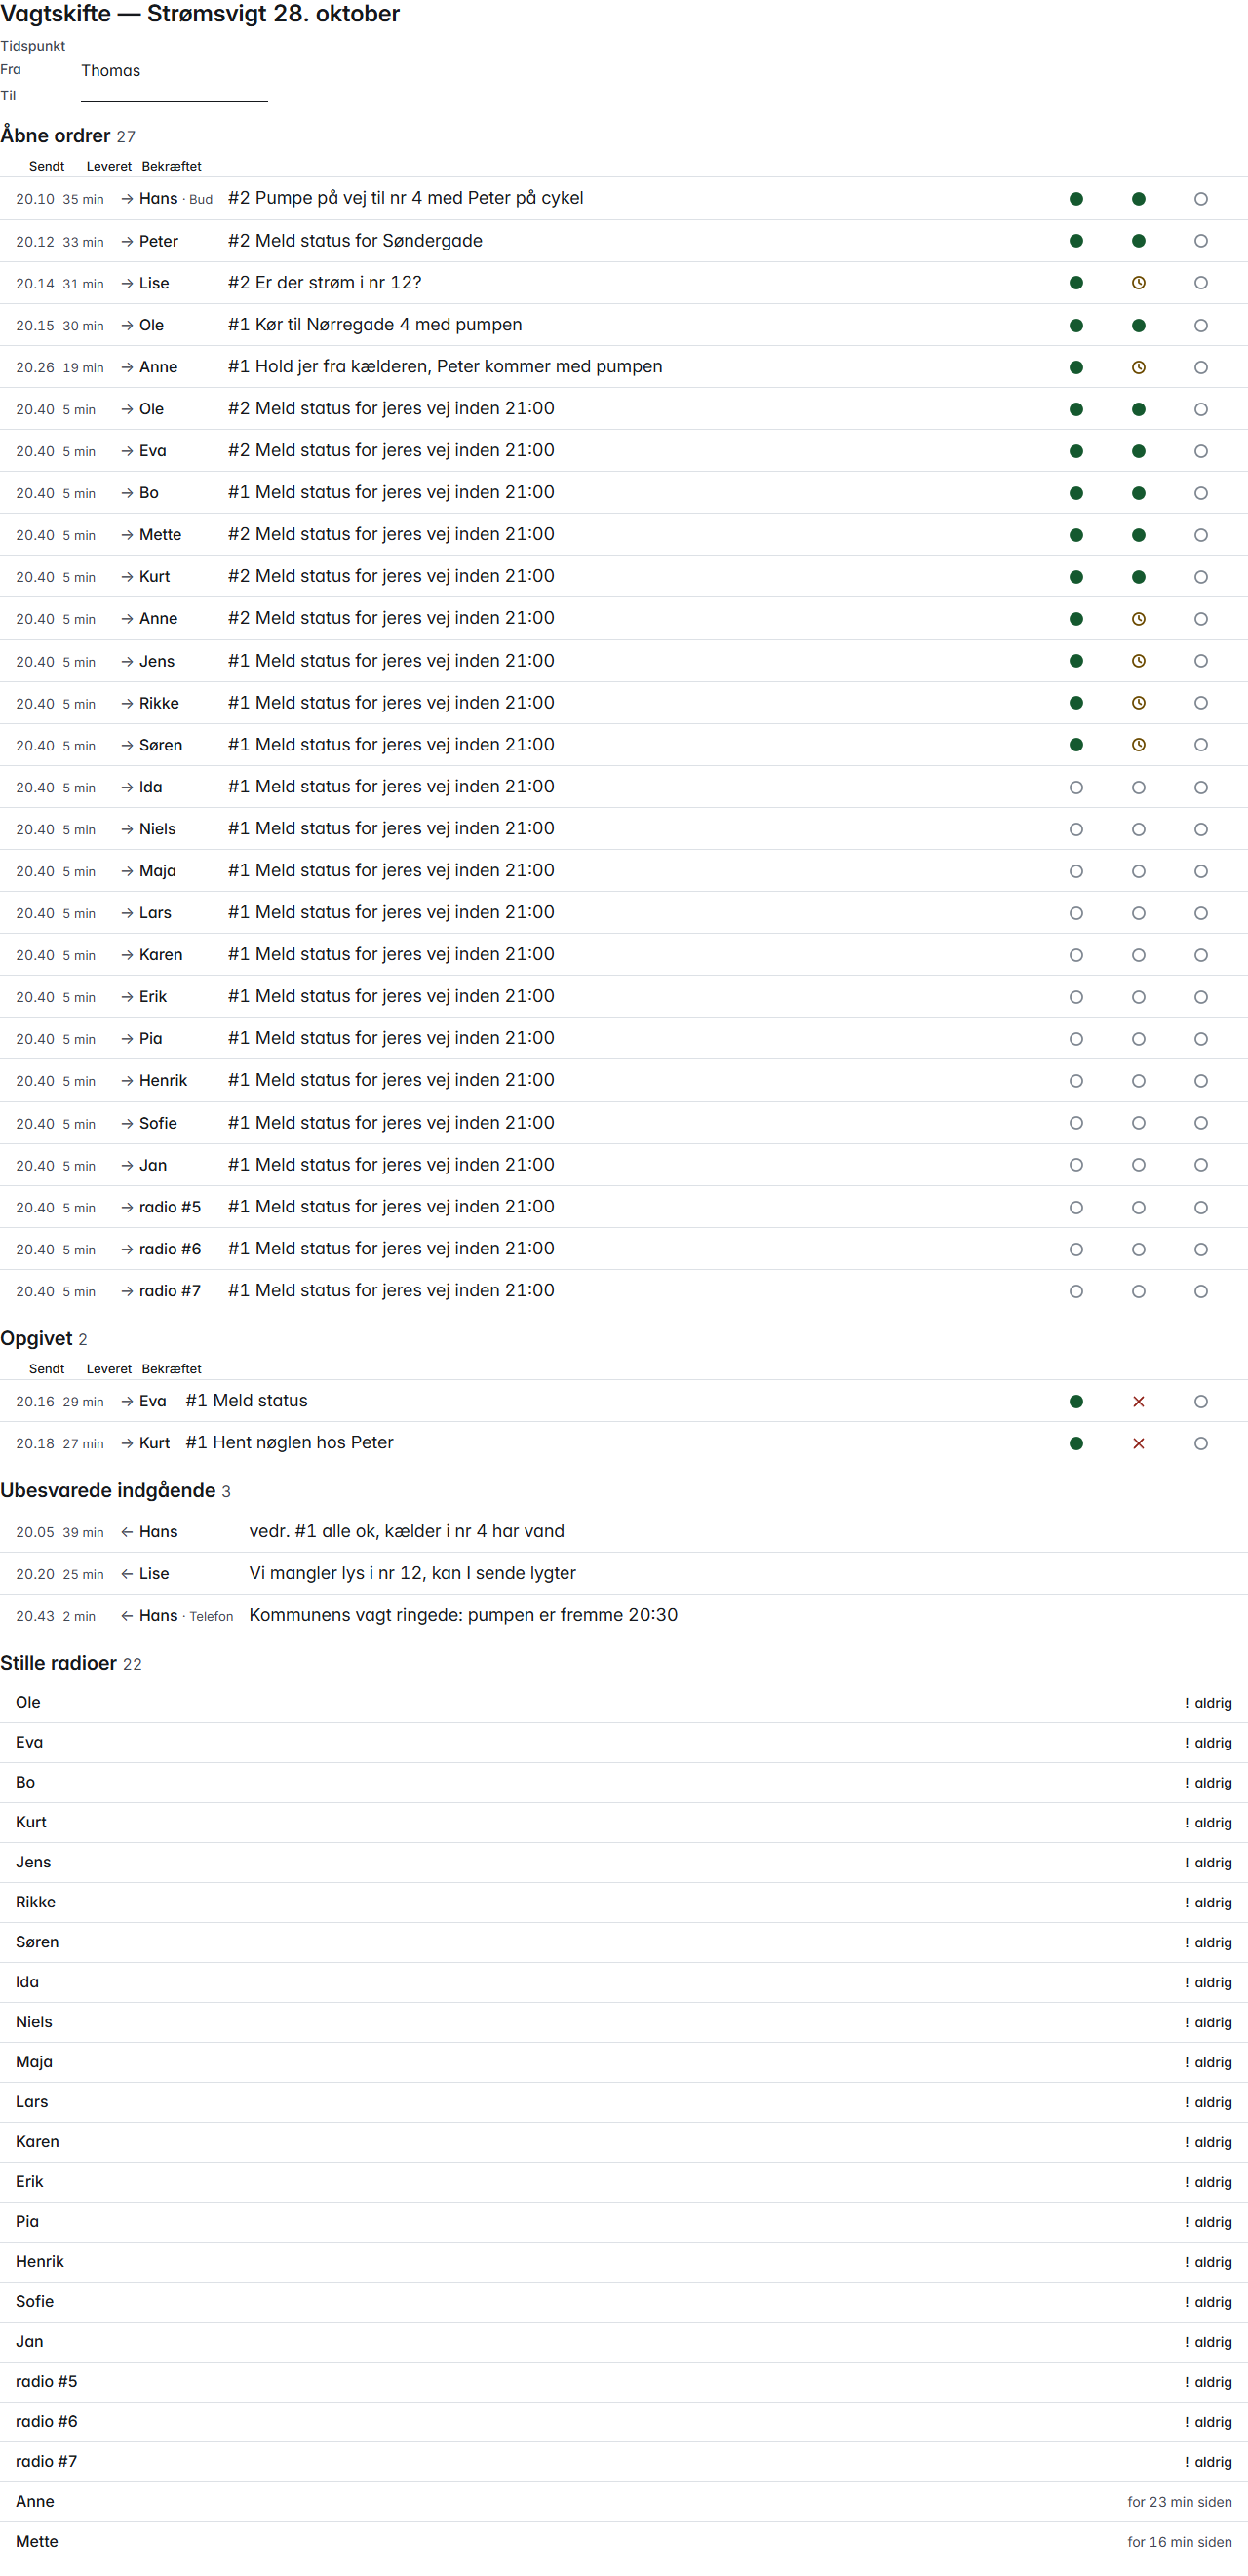 Vagtskifte — Strømsvigt 28. oktober
Tidspunkt
Fra Thomas
Til
Åbne ordrer 27
Sendt Leveret Bekræftet
20.10 35 min → Hans · Bud #2 Pumpe på vej til nr 4 med Peter på cykel
20.12 33 min → Peter #2 Meld status for Søndergade
20.14 31 min → Lise #2 Er der strøm i nr 12?
20.15 30 min → Ole #1 Kør til Nørregade 4 med pumpen
20.26 19 min → Anne #1 Hold jer fra kælderen, Peter kommer med pumpen
20.40 5 min → Ole #2 Meld status for jeres vej inden 21:00
20.40 5 min → Eva #2 Meld status for jeres vej inden 21:00
20.40 5 min → Bo #1 Meld status for jeres vej inden 21:00
20.40 5 min → Mette #2 Meld status for jeres vej inden 21:00
20.40 5 min → Kurt #2 Meld status for jeres vej inden 21:00
20.40 5 min → Anne #2 Meld status for jeres vej inden 21:00
20.40 5 min → Jens #1 Meld status for jeres vej inden 21:00
20.40 5 min → Rikke #1 Meld status for jeres vej inden 21:00
20.40 5 min → Søren #1 Meld status for jeres vej inden 21:00
20.40 5 min → Ida #1 Meld status for jeres vej inden 21:00
20.40 5 min → Niels #1 Meld status for jeres vej inden 21:00
20.40 5 min → Maja #1 Meld status for jeres vej inden 21:00
20.40 5 min → Lars #1 Meld status for jeres vej inden 21:00
20.40 5 min → Karen #1 Meld status for jeres vej inden 21:00
20.40 5 min → Erik #1 Meld status for jeres vej inden 21:00
20.40 5 min → Pia #1 Meld status for jeres vej inden 21:00
20.40 5 min → Henrik #1 Meld status for jeres vej inden 21:00
20.40 5 min → Sofie #1 Meld status for jeres vej inden 21:00
20.40 5 min → Jan #1 Meld status for jeres vej inden 21:00
20.40 5 min → radio #5 #1 Meld status for jeres vej inden 21:00
20.40 5 min → radio #6 #1 Meld status for jeres vej inden 21:00
20.40 5 min → radio #7 #1 Meld status for jeres vej inden 21:00
Opgivet 2
Sendt Leveret Bekræftet
20.16 29 min → Eva #1 Meld status
20.18 27 min → Kurt #1 Hent nøglen hos Peter
Ubesvarede indgående 3
20.05 39 min ← Hans vedr. #1 alle ok, kælder i nr 4 har vand
20.20 25 min ← Lise Vi mangler lys i nr 12, kan I sende lygter
20.43 2 min ← Hans · Telefon Kommunens vagt ringede: pumpen er fremme 20:30
Stille radioer 22
Ole ! aldrig
Eva ! aldrig
Bo ! aldrig
Kurt ! aldrig
Jens ! aldrig
Rikke ! aldrig
Søren ! aldrig
Ida ! aldrig
Niels ! aldrig
Maja ! aldrig
Lars ! aldrig
Karen ! aldrig
Erik ! aldrig
Pia ! aldrig
Henrik ! aldrig
Sofie ! aldrig
Jan ! aldrig
radio #5 ! aldrig
radio #6 ! aldrig
radio #7 ! aldrig
Anne for 23 min siden
Mette for 16 min siden